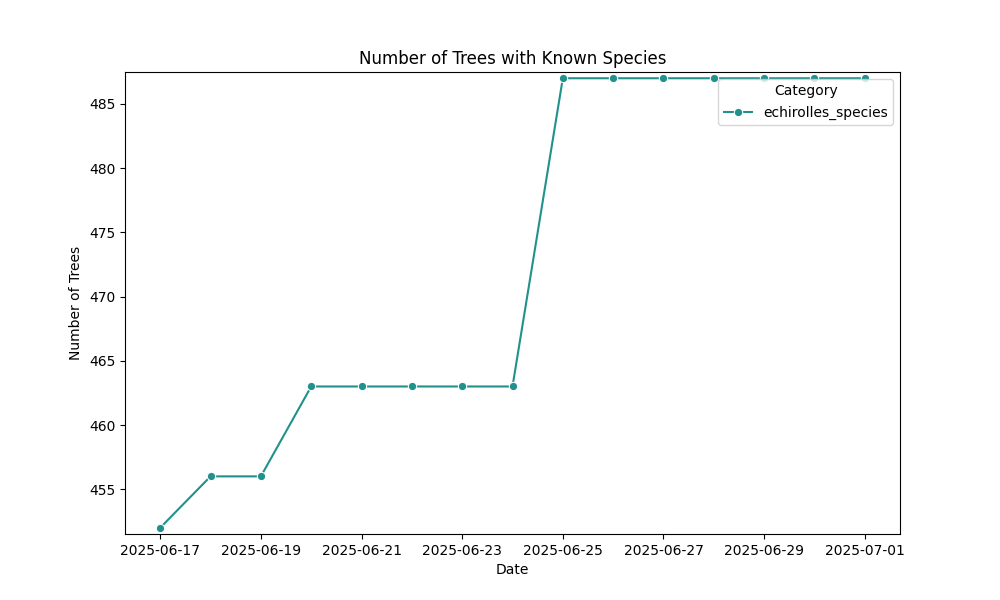 Number of Trees with Known Species
Category
echirolles_species
Number of Trees
485
480
475
470
465
460
455
2025-06-17 2025-06-19 2025-06-21 2025-06-23 2025-06-25 2025-06-27 2025-06-29 2025-07-01
Date